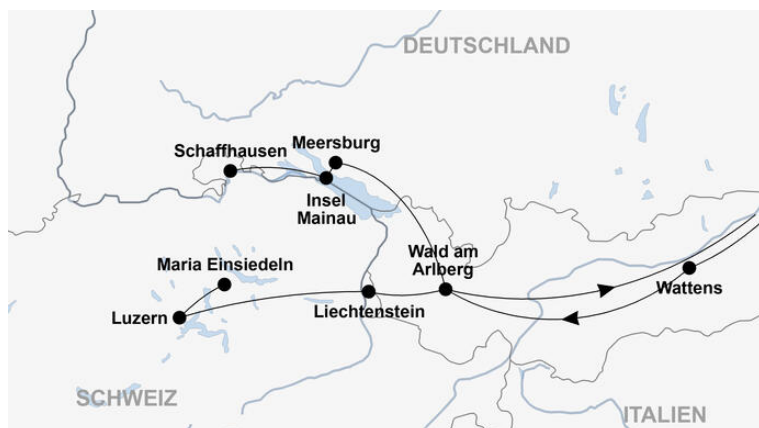 DEUTSCHLAND
Meersburg
Schaffhausen
Insel
Mainau
Wald am
Arlberg
Maria Einsiedeln
Wattens
Liechtenstein
Luzern
SCHWEIZ
ITALIEN